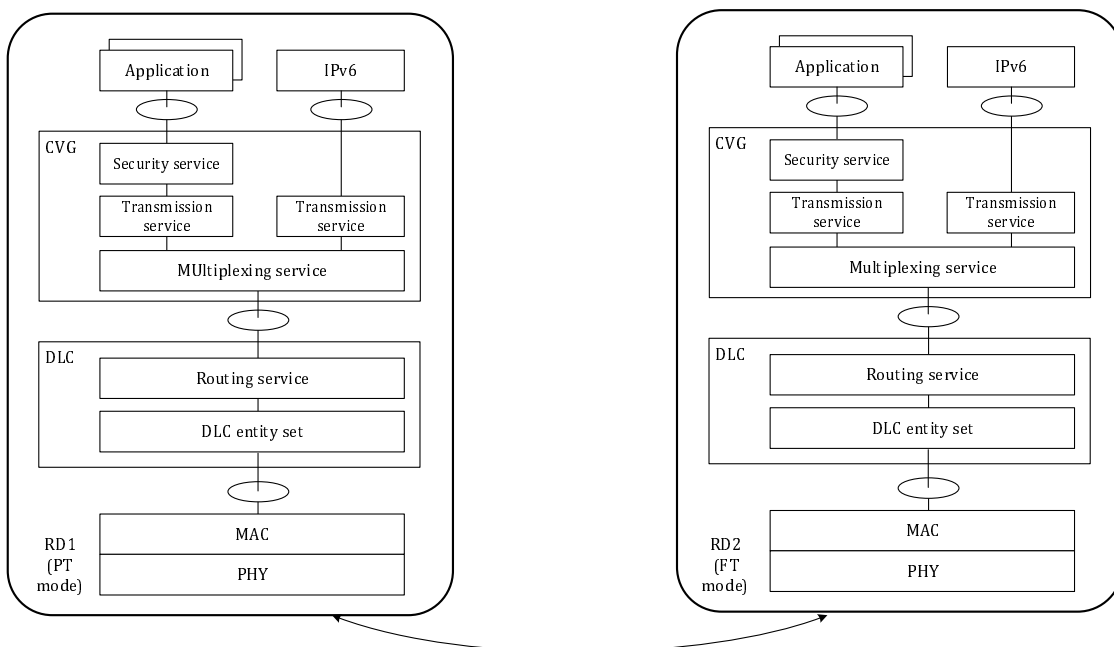 Application
IPv6
CVG
Security service
Transmission
service
Transmission
service
MUltiplexing service
DLC
Routing service
DLC entity set
MAC
PHY
RD1
(PT
mode)
Application
IPv6
CVG
Security service
Transmission
service
Transmission
service
Multiplexing service
DLC
Routing service
DLC entity set
MAC
PHY
RD2
(FT
mode)